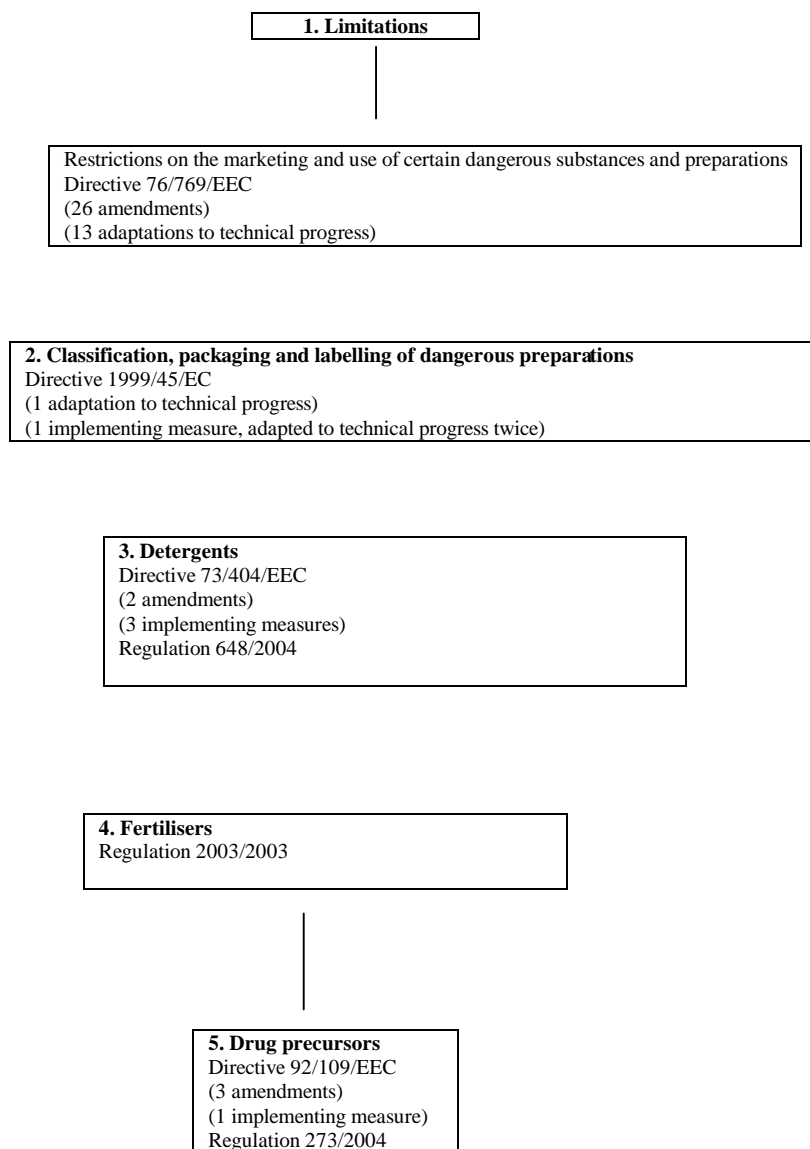 1. Limitations
Restrictions on the marketing and use of certain dangerous substances and preparations
Directive 76/769/EEC
(26 amendments)
(13 adaptations to technical progress)
2. Classification, packaging and labelling of dangerous preparations
Directive 1999/45/EC
(1 adaptation to technical progress)
(1 implementing measure, adapted to technical progress twice)
3. Detergents
Directive 73/404/EEC
(2 amendments)
(3 implementing measures)
Regulation 648/2004
4. Fertilisers
Regulation 2003/2003
5. Drug precursors
Directive 92/109/EEC
(3 amendments)
(1 implementing measure)
Regulation 273/2004